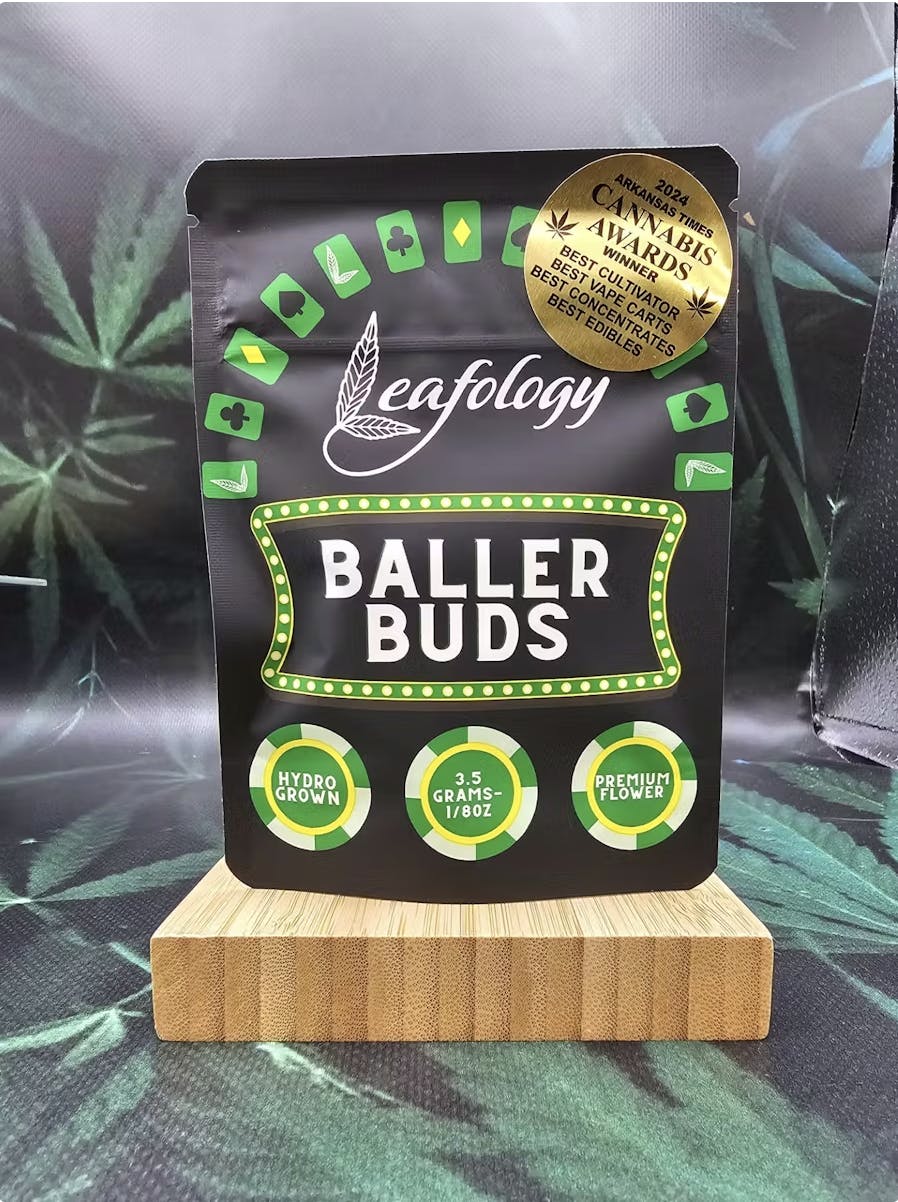 2024
ARKANSAS TIMES
CANNABIS
AWARDS
WINNER
BEST CULTIVATOR
BEST VAPE CARTS
BEST CONCENTRATES
BEST EDIBLES
Leafology
BALLER
BUDS
HYDRO
GROWN
3.5
GRAMS-
1/8OZ
PREMIUM
FLOWER